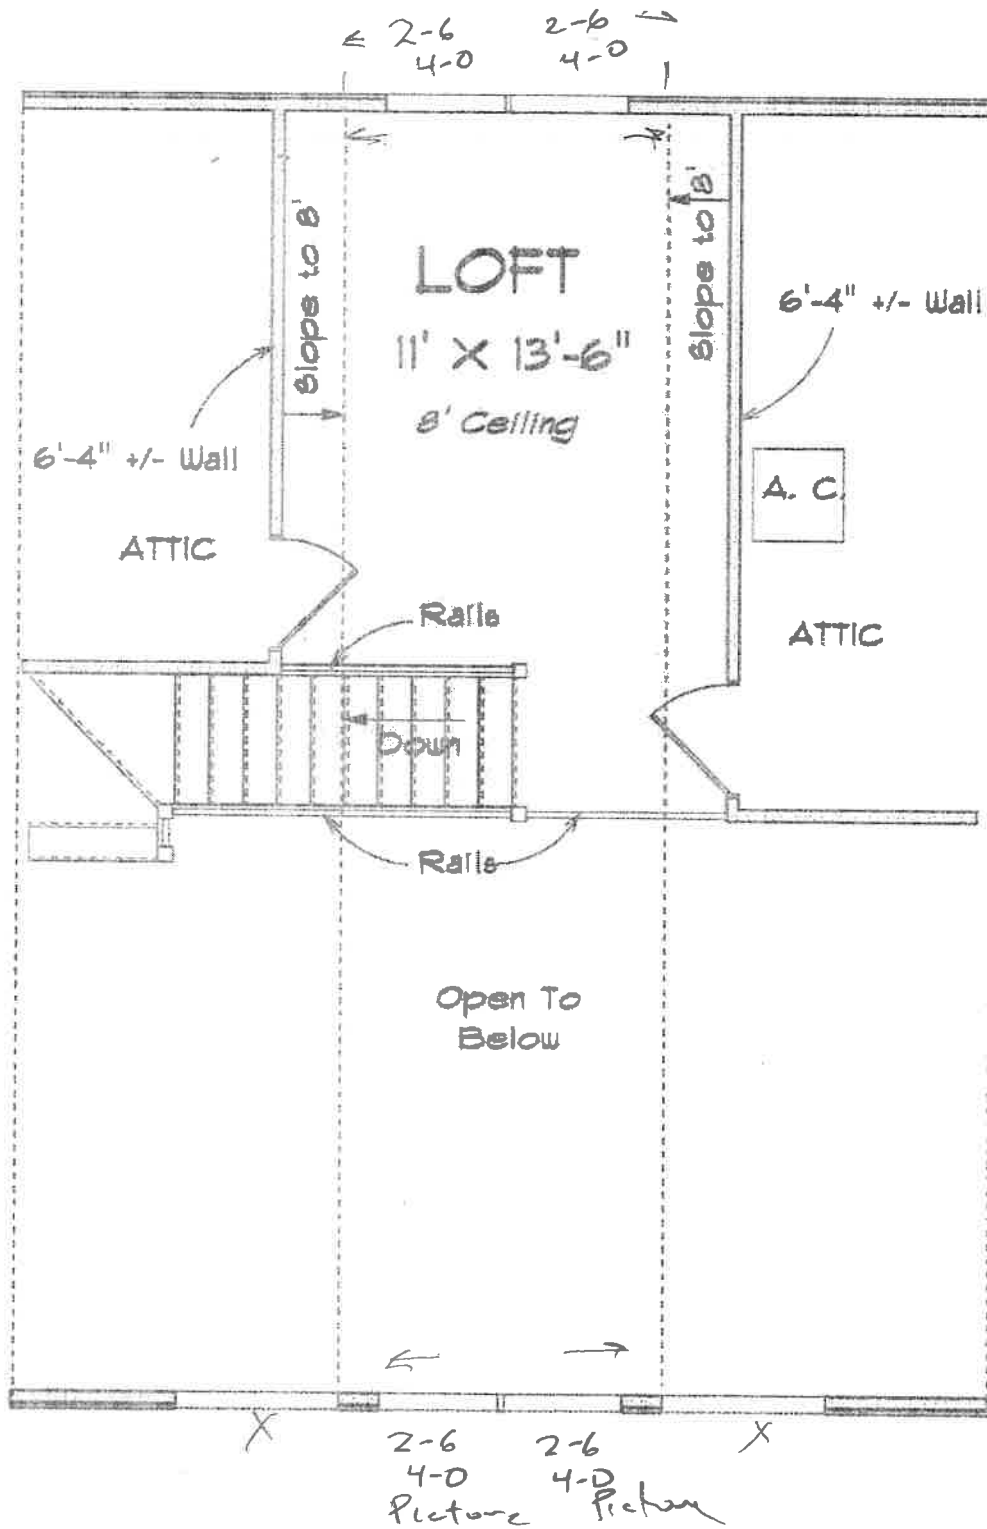 2-6 2-6
4-0 4-0
Slope to 8'
Slope to 8'
LOFT
11' X 13'-6"
8' Ceiling
6'-4" +/- Wall
6'-4" +/- Wall
A. C.
ATTIC
ATTIC
Rails
Down
Rails
Open To
Below
X X
2-6 2-6
4-0 4-0
Picture Picture